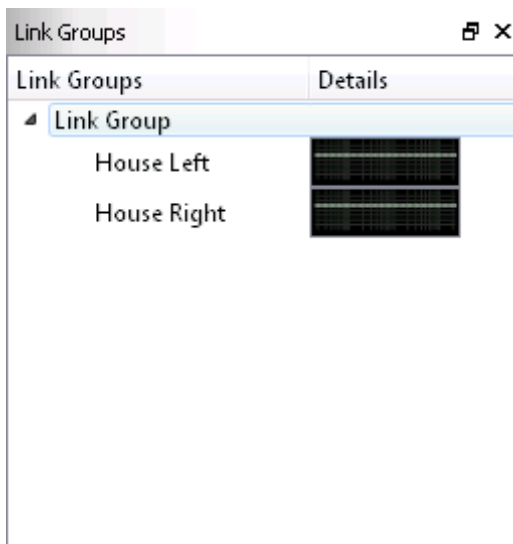 Link Groups
Link Groups Details
Link Group
House Left
House Right